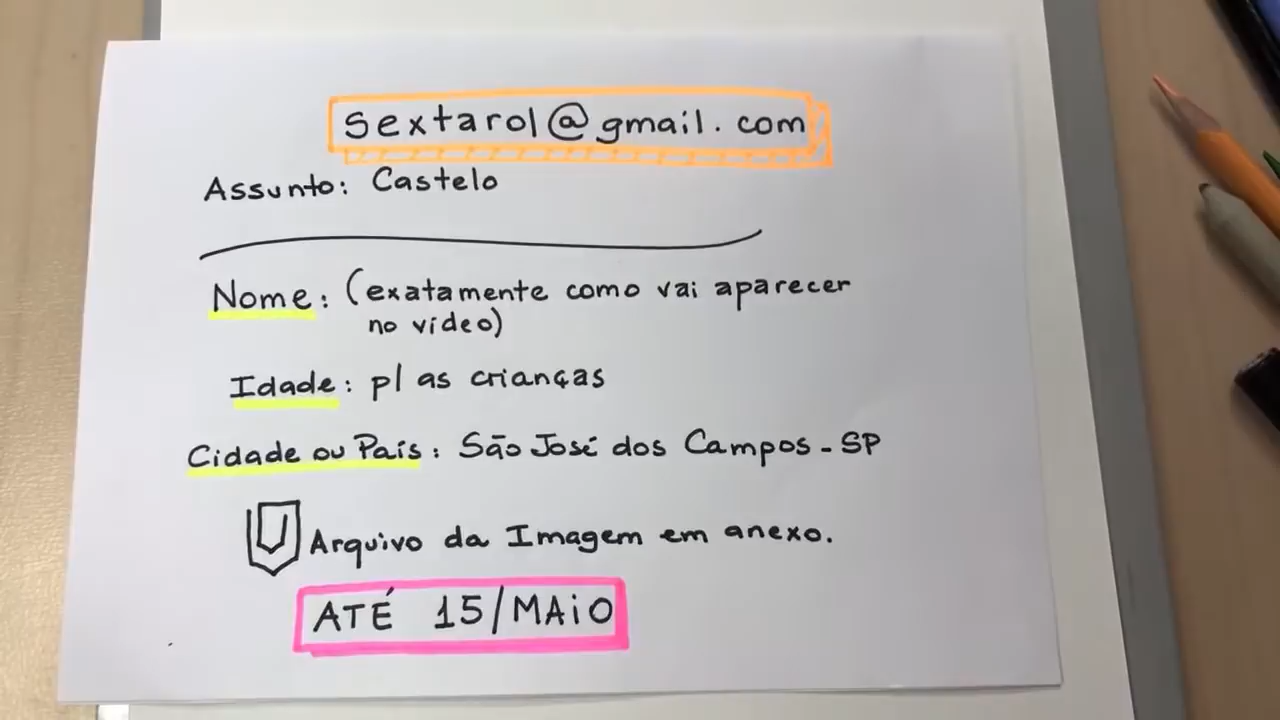 sextarol@gmail.com
Assunto: Castelo
Nome: (exatamente como vai aparecer
no vídeo)
Idade: p/ as crianças
Cidade ou País: São José dos Campos - SP
Arquivo da Imagem em anexo.
ATÉ 15/MAIO